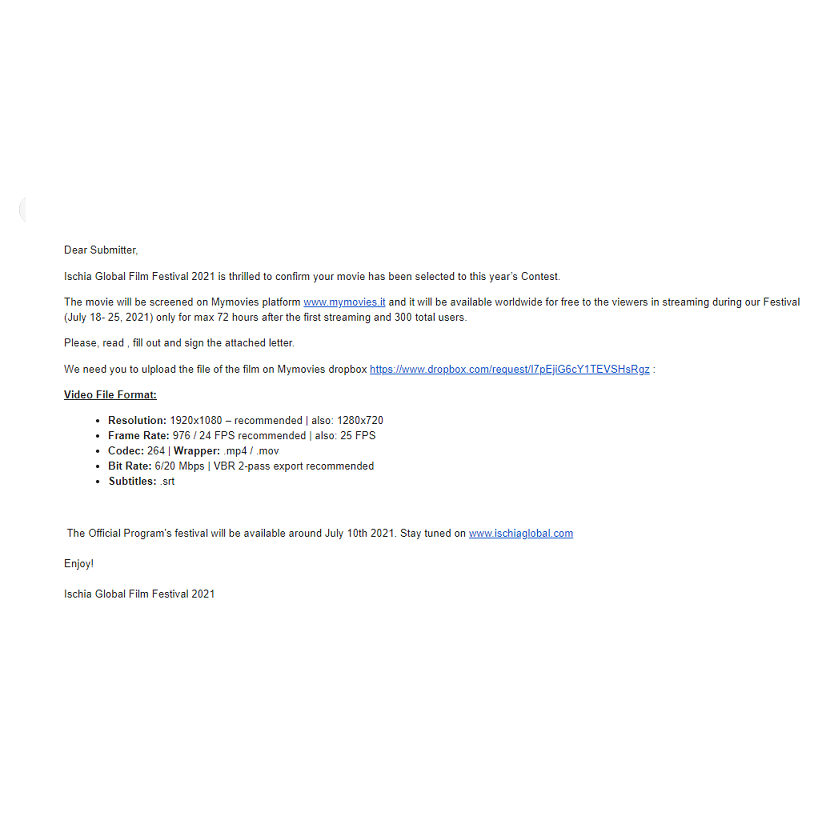 Dear Submitter,
Ischia Global Film Festival 2021 is thrilled to confirm your movie has been selected to this year's Contest.
The movie will be screened on Mymovies platform www.mymovies.it and it will be available worldwide for free to the viewers in streaming during our Festival
(July 18- 25, 2021) only for max 72 hours after the first streaming and 300 total users.
Please, read , fill out and sign the attached letter.
We need you to ulpload the file of the film on Mymovies dropbox https://www.dropbox.com/request/I7pEjiG6cY1TEVSHsRgz :
Video File Format:
• Resolution: 1920x1080 – recommended | also: 1280x720
• Frame Rate: 976 / 24 FPS recommended | also: 25 FPS
• Codec: 264 | Wrapper: .mp4 / .mov
• Bit Rate: 6/20 Mbps | VBR 2-pass export recommended
• Subtitles: .srt
The Official Program's festival will be available around July 10th 2021. Stay tuned on www.ischiaglobal.com
Enjoy!
Ischia Global Film Festival 2021